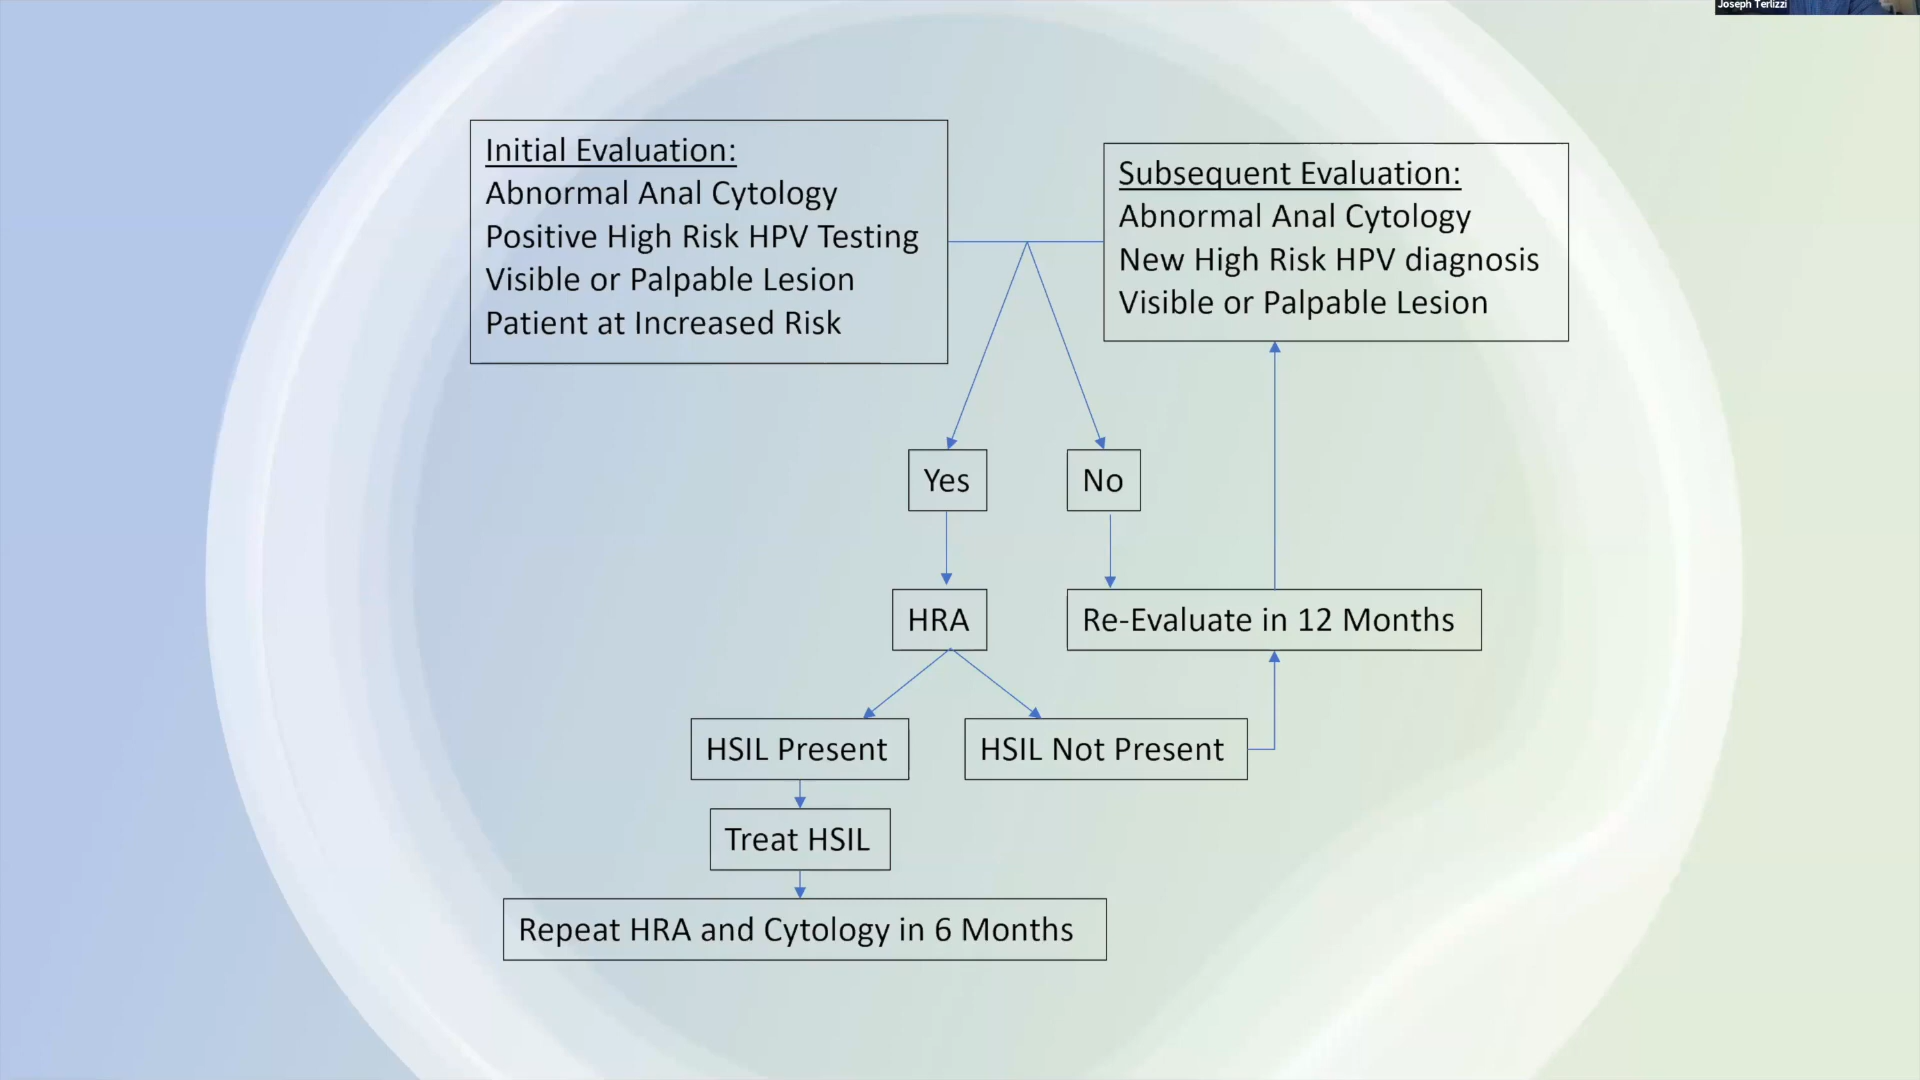 Joseph Terlizzi
Initial Evaluation:
Abnormal Anal Cytology
Positive High Risk HPV Testing
Visible or Palpable Lesion
Patient at Increased Risk
Subsequent Evaluation:
Abnormal Anal Cytology
New High Risk HPV diagnosis
Visible or Palpable Lesion
Yes
No
HRA
Re-Evaluate in 12 Months
HSIL Present
HSIL Not Present
Treat HSIL
Repeat HRA and Cytology in 6 Months